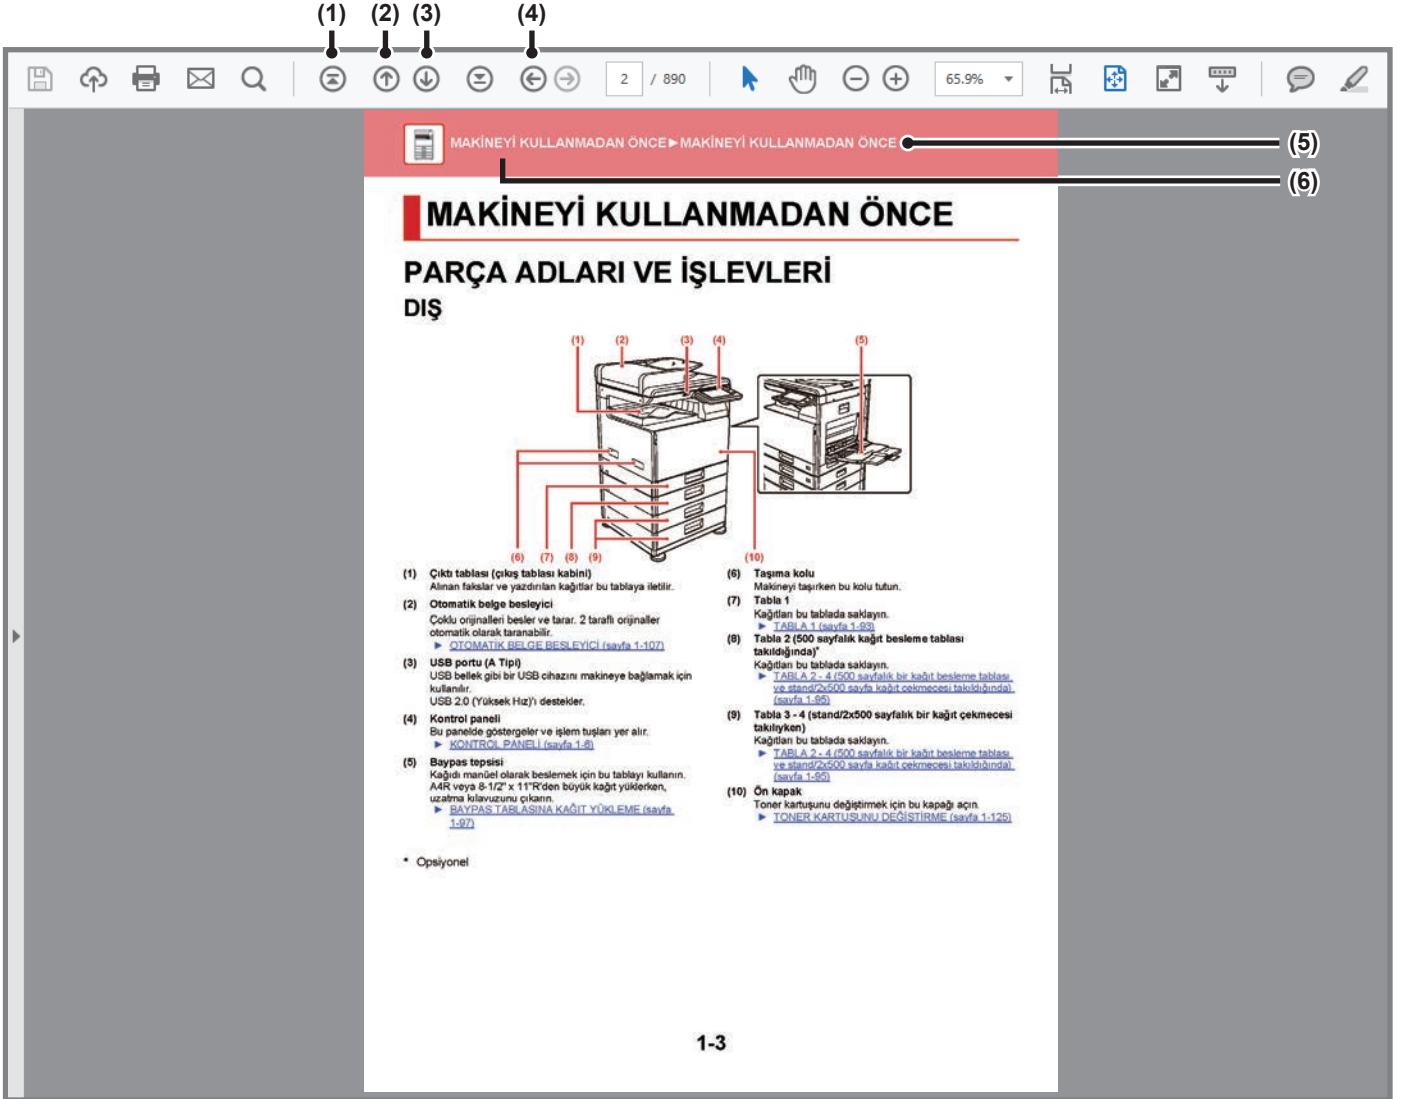 (1) (2) (3) (4)
2 / 890 65.9%
MAKİNEYİ KULLANMADAN ÖNCE►MAKİNEYİ KULLANMADAN ÖNCE (5)
(6)
MAKİNEYİ KULLANMADAN ÖNCE
PARÇA ADLARI VE İŞLEVLERİ
DIŞ
(1) (2) (3) (4) (5)
(6) (7) (8) (9) (10)
(1) Çıktı tablası (çıkış tablası kabini)
Alınan fakslar ve yazdırılan kağıtlar bu tablaya iletilir.
(2) Otomatik belge besleyici
Çoklu orijinalleri besler ve tarar. 2 taraflı orijinaller
otomatik olarak taranabilir.
► OTOMATİK BELGE BESLEYİCİ (sayfa 1-107)
(3) USB portu (A Tipi)
USB bellek gibi bir USB cihazını makineye bağlamak için
kullanılır.
USB 2.0 (Yüksek Hız)'ı destekler.
(4) Kontrol paneli
Bu panelde göstergeler ve işlem tuşları yer alır.
► KONTROL PANELİ (sayfa 1-6)
(5) Baypas tepsisi
Kağıdı manüel olarak beslemek için bu tablayı kullanın.
A4R veya 8-1/2" x 11"R'den büyük kağıt yüklerken,
uzatma kılavuzunu çıkarın.
► BAYPAS TABLASINA KAĞIT YÜKLEME (sayfa
1-97)
* Opsiyonel
(6) Taşıma kolu
Makineyi taşırken bu kolu tutun.
(7) Tabla 1
Kağıtları bu tablada saklayın.
► TABLA 1 (sayfa 1-93)
(8) Tabla 2 (500 sayfalık kağıt besleme tablası
takıldığında)*
Kağıtları bu tablada saklayın.
► TABLA 2 - 4 (500 sayfalık bir kağıt besleme tablası
ve stand/2x500 sayfa kağıt çekmecesi takıldığında)
(sayfa 1-95)
(9) Tabla 3 - 4 (stand/2x500 sayfalık bir kağıt çekmecesi
takılıyken)
Kağıtları bu tablada saklayın.
► TABLA 2 - 4 (500 sayfalık bir kağıt besleme tablası
ve stand/2x500 sayfa kağıt çekmecesi takıldığında)
(sayfa 1-95)
(10) Ön kapak
Toner kartuşunu değiştirmek için bu kapağı açın.
► TONER KARTUŞUNU DEĞİŞTİRME (sayfa 1-125)
1-3